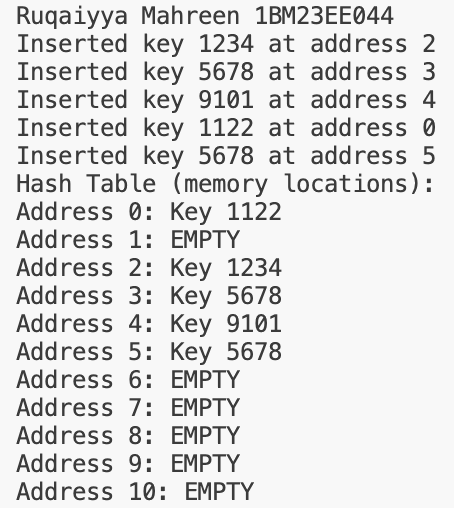 Ruqaiyya Mahreen 1BM23EE044
Inserted key 1234 at address 2
Inserted key 5678 at address 3
Inserted key 9101 at address 4
Inserted key 1122 at address 0
Inserted key 5678 at address 5
Hash Table (memory locations):
Address 0: Key 1122
Address 1: EMPTY
Address 2: Key 1234
Address 3: Key 5678
Address 4: Key 9101
Address 5: Key 5678
Address 6: EMPTY
Address 7: EMPTY
Address 8: EMPTY
Address 9: EMPTY
Address 10: EMPTY